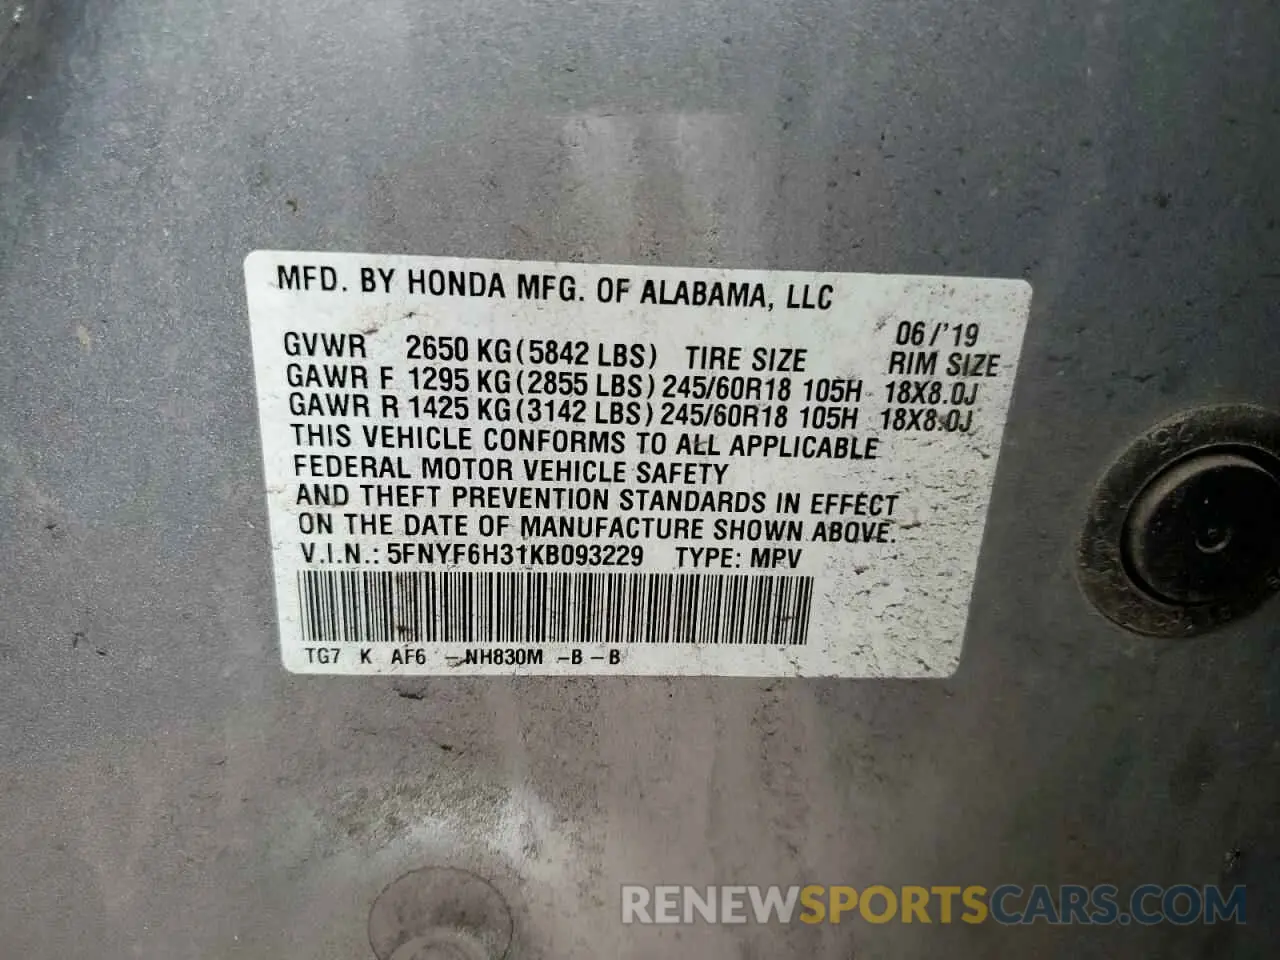 MFD. BY HONDA MFG. OF ALABAMA, LLC
06/'19
GVWR 2650 KG(5842 LBS) TIRE SIZE RIM SIZE
GAWR F 1295 KG(2855 LBS) 245/60R18 105H 18X8.0J
GAWR R 1425 KG(3142 LBS) 245/60R18 105H 18X8.0J
THIS VEHICLE CONFORMS TO ALL APPLICABLE
FEDERAL MOTOR VEHICLE SAFETY
AND THEFT PREVENTION STANDARDS IN EFFECT
ON THE DATE OF MANUFACTURE SHOWN ABOVE.
V.I.N.: 5FNYF6H31KB093229 TYPE: MPV
TG7 K AF6 -NH830M -B-B
RENEWSPORTSCARS.COM